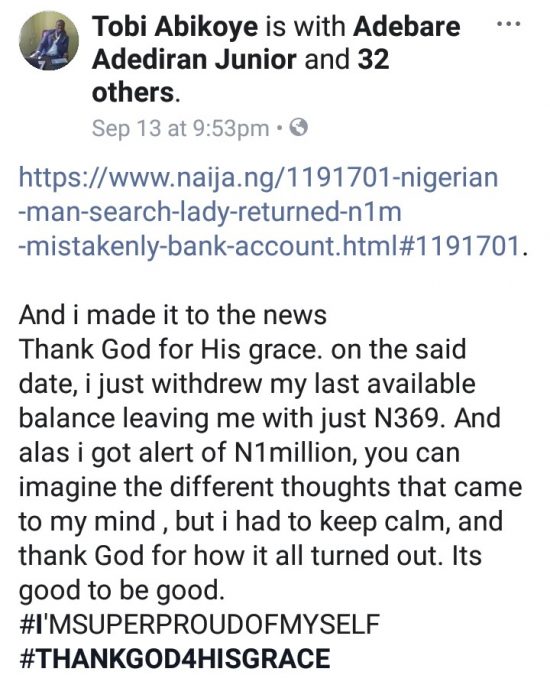 Tobi Abikoye is with Adebare
Adediran Junior and 32
others.
Sep 13 at 9:53pm •
https://www.naija.ng/1191701-nigerian
-man-search-lady-returned-n1m
-mistakenly-bank-account.html#1191701.
And i made it to the news
Thank God for His grace. on the said
date, i just withdrew my last available
balance leaving me with just N369. And
alas i got alert of N1million, you can
imagine the different thoughts that came
to my mind , but i had to keep calm, and
thank God for how it all turned out. Its
good to be good.
#I'MSUPERPROUDOFMYSELF
#THANKGOD4HISGRACE